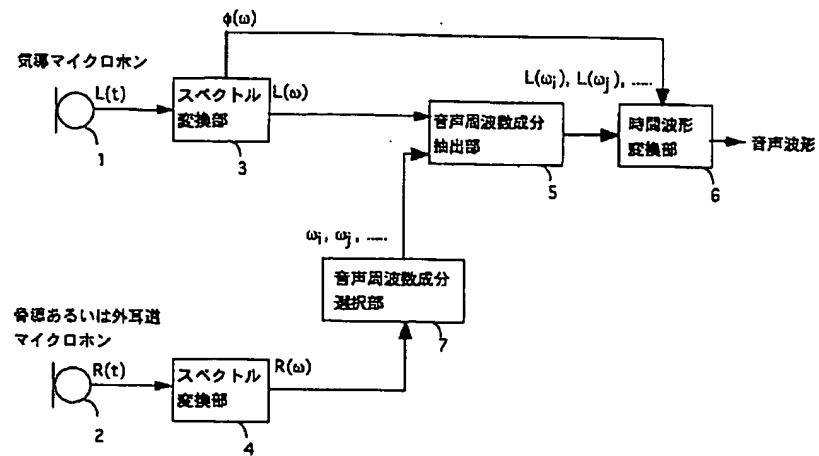 φ(ω)
気導マイクロホン
L(t)
1
スペクトル
変換部
3
L(ω)
L(ωi), L(ωj), .....
音声周波数成分
抽出部
5
時間波形
変換部
6
音声波形
ωi, ωj, .....
音声周波数成分
選択部
7
骨導あるいは外耳道
マイクロホン
R(t)
2
スペクトル
変換部
4
R(ω)